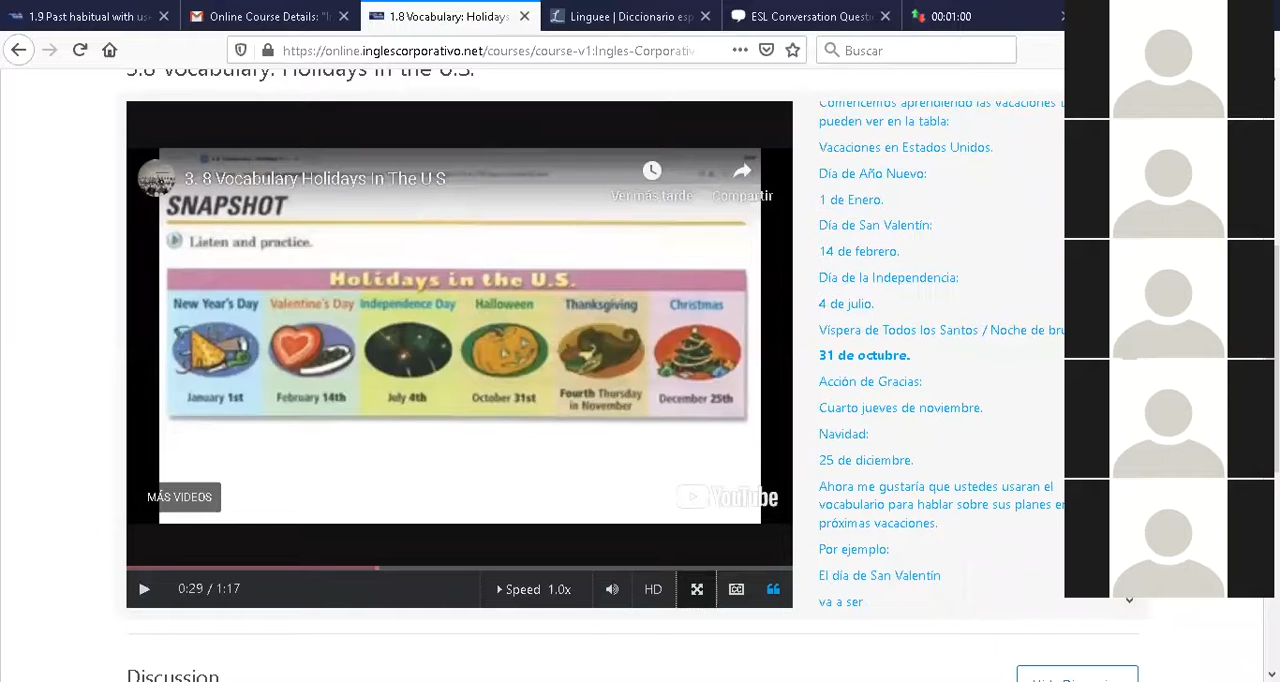 1.9 Past habitual with us
Online Course Details: "I
1.8 Vocabulary: Holidays
Linguee | Diccionario esp
ESL Conversation Questi
00:01:00
https://online.inglescorporativo.net/courses/course-v1:Ingles-Corporativ
Buscar
3.8 Vocabulary: Holidays in the U.S.
3. 8 Vocabulary Holidays In The U S
Ver más tarde
Compartir
SNAPSHOT
Listen and practice.
Holidays in the U.S.
New Year's Day
Valentine's Day
Independence Day
Halloween
Thanksgiving
Christmas
January 1st
February 14th
July 4th
October 31st
Fourth Thursday
in November
December 25th
MÁS VIDEOS
YouTube
0:29 / 1:17
Speed 1.0x
HD
Comencemos aprendiendo las vacaciones
pueden ver en la tabla:
Vacaciones en Estados Unidos.
Día de Año Nuevo:
1 de Enero.
Día de San Valentín:
14 de febrero.
Día de la Independencia:
4 de julio.
Víspera de Todos los Santos / Noche de bru
31 de octubre.
Acción de Gracias:
Cuarto jueves de noviembre.
Navidad:
25 de diciembre.
Ahora me gustaría que ustedes usaran el
vocabulario para hablar sobre sus planes en
próximas vacaciones.
Por ejemplo:
El día de San Valentín
va a ser
Discussion